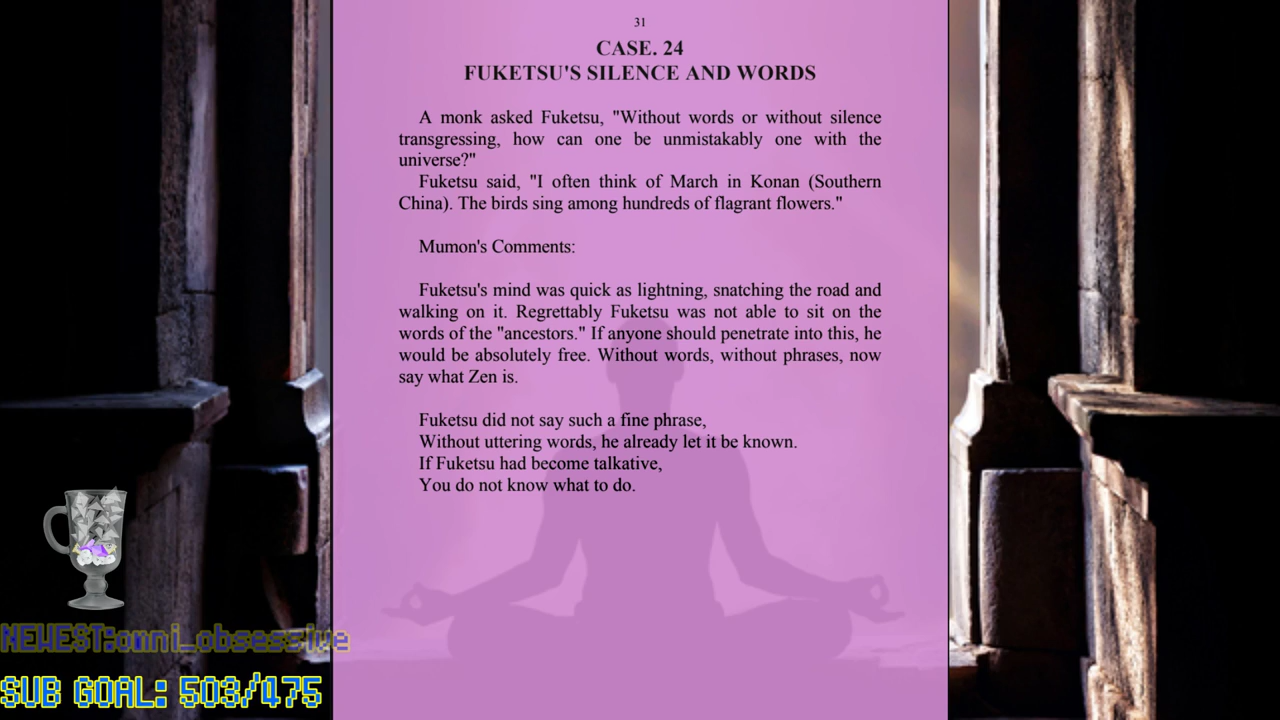 31
CASE. 24
FUKETSU'S SILENCE AND WORDS
A monk asked Fuketsu, "Without words or without silence
transgressing, how can one be unmistakably one with the
universe?"
Fuketsu said, "I often think of March in Konan (Southern
China). The birds sing among hundreds of flagrant flowers."
Mumon's Comments:
Fuketsu's mind was quick as lightning, snatching the road and
walking on it. Regrettably Fuketsu was not able to sit on the
words of the "ancestors." If anyone should penetrate into this, he
would be absolutely free. Without words, without phrases, now
say what Zen is.
Fuketsu did not say such a fine phrase,
Without uttering words, he already let it be known.
If Fuketsu had become talkative,
You do not know what to do.
NEWEST:omni_obsessive
SUB GOAL: 503/475